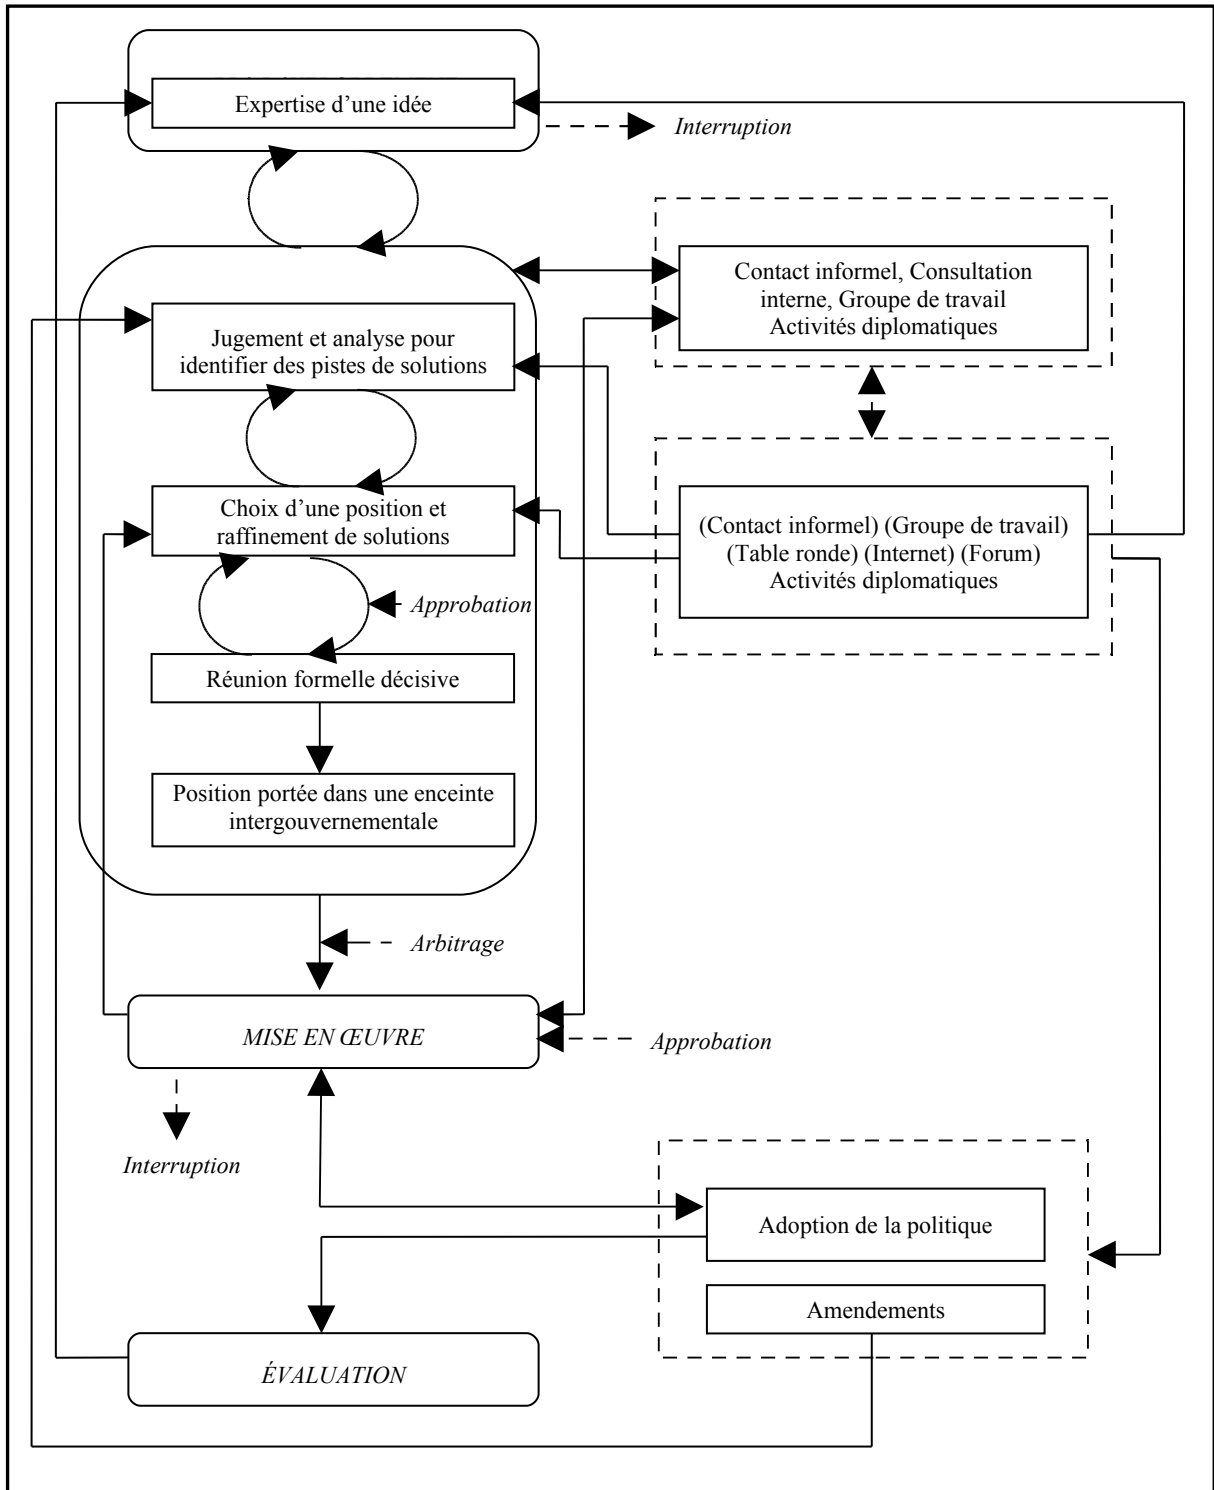 Expertise d’une idée
Interruption
Contact informel, Consultation
interne, Groupe de travail
Activités diplomatiques
Jugement et analyse pour
identifier des pistes de solutions
Choix d’une position et
raffinement de solutions
(Contact informel) (Groupe de travail)
(Table ronde) (Internet) (Forum)
Activités diplomatiques
Approbation
Réunion formelle décisive
Position portée dans une enceinte
intergouvernementale
Arbitrage
MISE EN ŒUVRE
Approbation
Interruption
Adoption de la politique
Amendements
ÉVALUATION